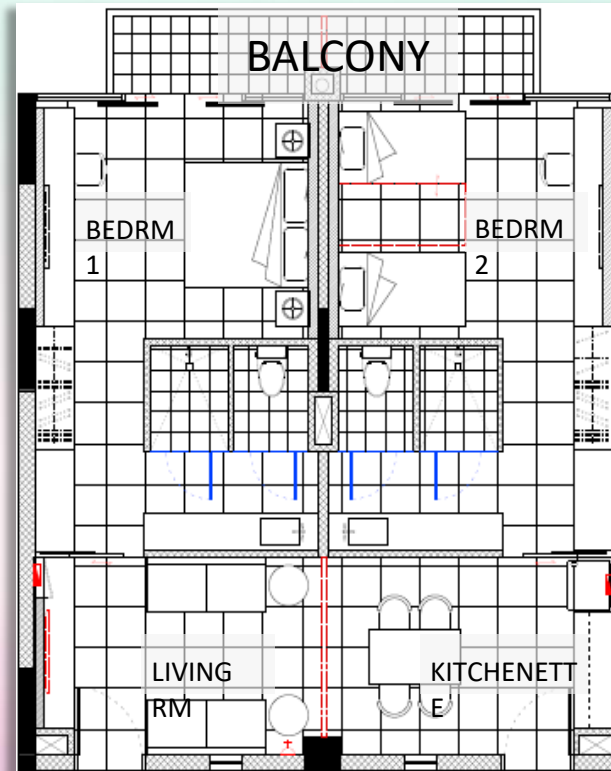 BALCONY
BEDRM
1
BEDRM
2
LIVING
RM
KITCHENETT
E